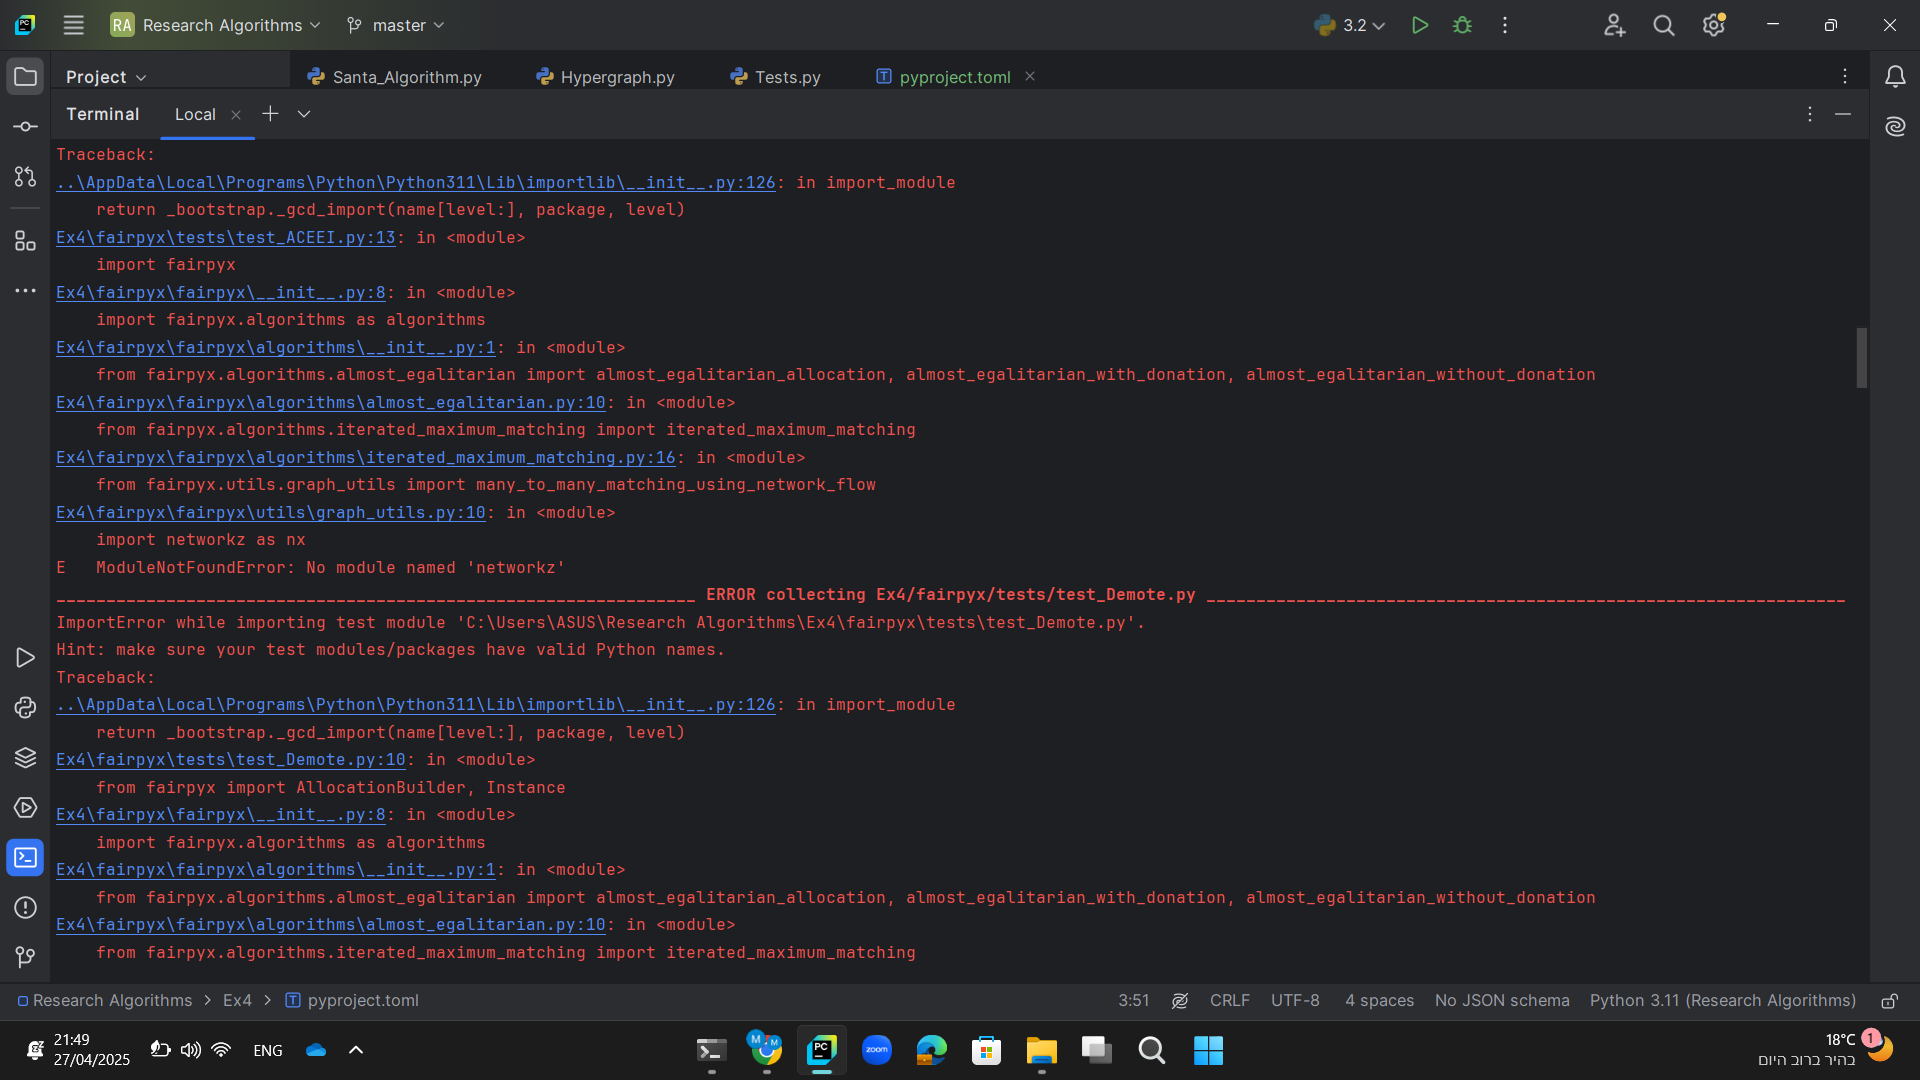 PC
RA Research Algorithms master 3.2
Project Santa_Algorithm.py Hypergraph.py Tests.py T pyproject.toml
Terminal Local
Traceback:
..\AppData\Local\Programs\Python\Python311\Lib\importlib\__init__.py:126: in import_module
return _bootstrap._gcd_import(name[level:], package, level)
Ex4\fairpyx\tests\test_ACEEI.py:13: in <module>
import fairpyx
Ex4\fairpyx\fairpyx\__init__.py:8: in <module>
import fairpyx.algorithms as algorithms
Ex4\fairpyx\fairpyx\algorithms\__init__.py:1: in <module>
from fairpyx.algorithms.almost_egalitarian import almost_egalitarian_allocation, almost_egalitarian_with_donation, almost_egalitarian_without_donation
Ex4\fairpyx\fairpyx\algorithms\almost_egalitarian.py:10: in <module>
from fairpyx.algorithms.iterated_maximum_matching import iterated_maximum_matching
Ex4\fairpyx\fairpyx\algorithms\iterated_maximum_matching.py:16: in <module>
from fairpyx.utils.graph_utils import many_to_many_matching_using_network_flow
Ex4\fairpyx\fairpyx\utils\graph_utils.py:10: in <module>
import networkz as nx
E ModuleNotFoundError: No module named 'networkz'
________________________________________________________________ ERROR collecting Ex4/fairpyx/tests/test_Demote.py ________________________________________________________________
ImportError while importing test module 'C:\Users\ASUS\Research Algorithms\Ex4\fairpyx\tests\test_Demote.py'.
Hint: make sure your test modules/packages have valid Python names.
Traceback:
..\AppData\Local\Programs\Python\Python311\Lib\importlib\__init__.py:126: in import_module
return _bootstrap._gcd_import(name[level:], package, level)
Ex4\fairpyx\tests\test_Demote.py:10: in <module>
from fairpyx import AllocationBuilder, Instance
Ex4\fairpyx\fairpyx\__init__.py:8: in <module>
import fairpyx.algorithms as algorithms
Ex4\fairpyx\fairpyx\algorithms\__init__.py:1: in <module>
from fairpyx.algorithms.almost_egalitarian import almost_egalitarian_allocation, almost_egalitarian_with_donation, almost_egalitarian_without_donation
Ex4\fairpyx\fairpyx\algorithms\almost_egalitarian.py:10: in <module>
from fairpyx.algorithms.iterated_maximum_matching import iterated_maximum_matching
Research Algorithms > Ex4 > T pyproject.toml 3:51 CRLF UTF-8 4 spaces No JSON schema Python 3.11 (Research Algorithms)
21:49
27/04/2025
ENG
M M
PC
zoom
18°C
בהיר ברוב היום
1